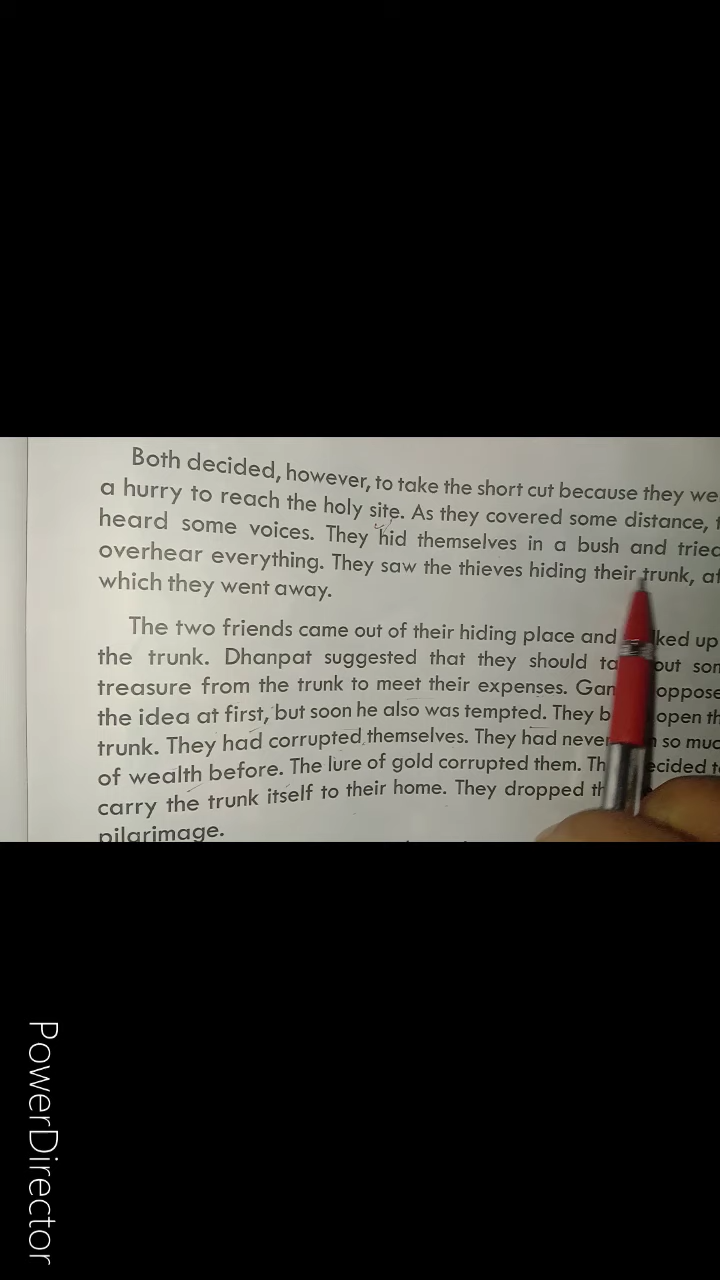 Both decided, however, to take the short cut because they we
a hurry to reach the holy site. As they covered some distance, t
heard some voices. They hid themselves in a bush and tried
overhear everything. They saw the thieves hiding their trunk, af
which they went away.
The two friends came out of their hiding place and lked up
the trunk. Dhanpat suggested that they should ta out som
treasure from the trunk to meet their expenses. Gan oppose
the idea at first, but soon he also was tempted. They b open th
trunk. They had corrupted themselves. They had never n so muc
of wealth before. The lure of gold corrupted them. Th ecided t
carry the trunk itself to their home. They dropped th
pilgrimage.
PowerDirector